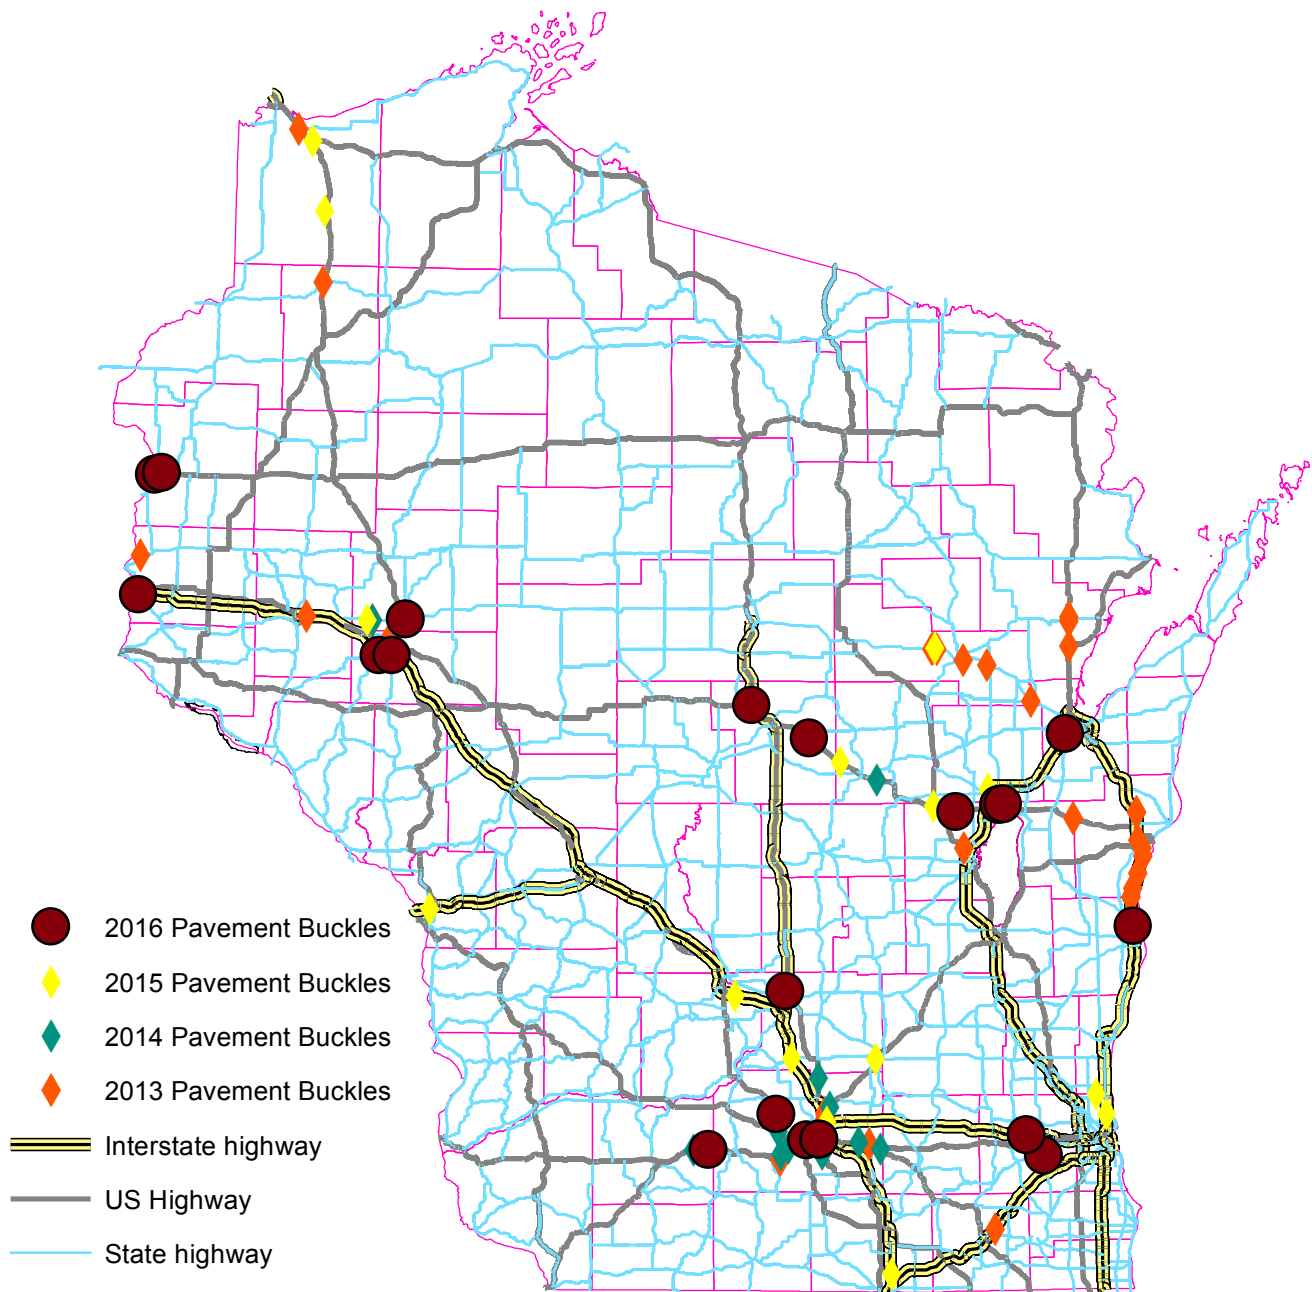 2016 Pavement Buckles
2015 Pavement Buckles
2014 Pavement Buckles
2013 Pavement Buckles
Interstate highway
US Highway
State highway